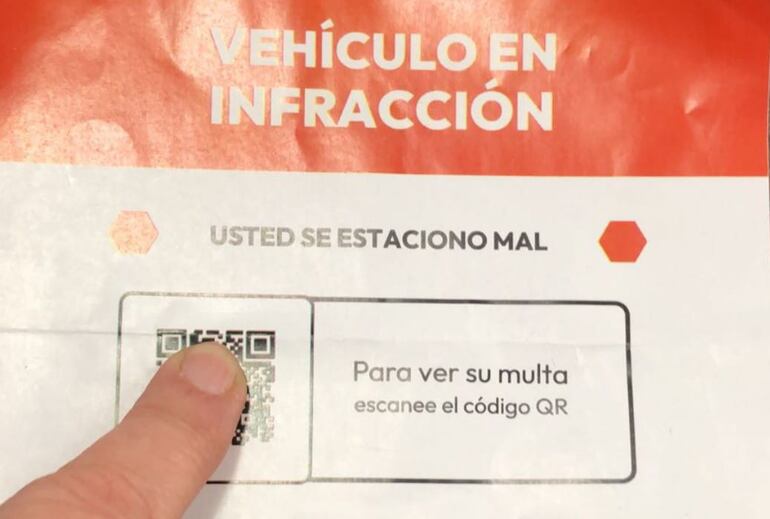 VEHÍCULO EN
INFRACCIÓN
USTED SE ESTACIONO MAL
Para ver su multa
escanee el código QR